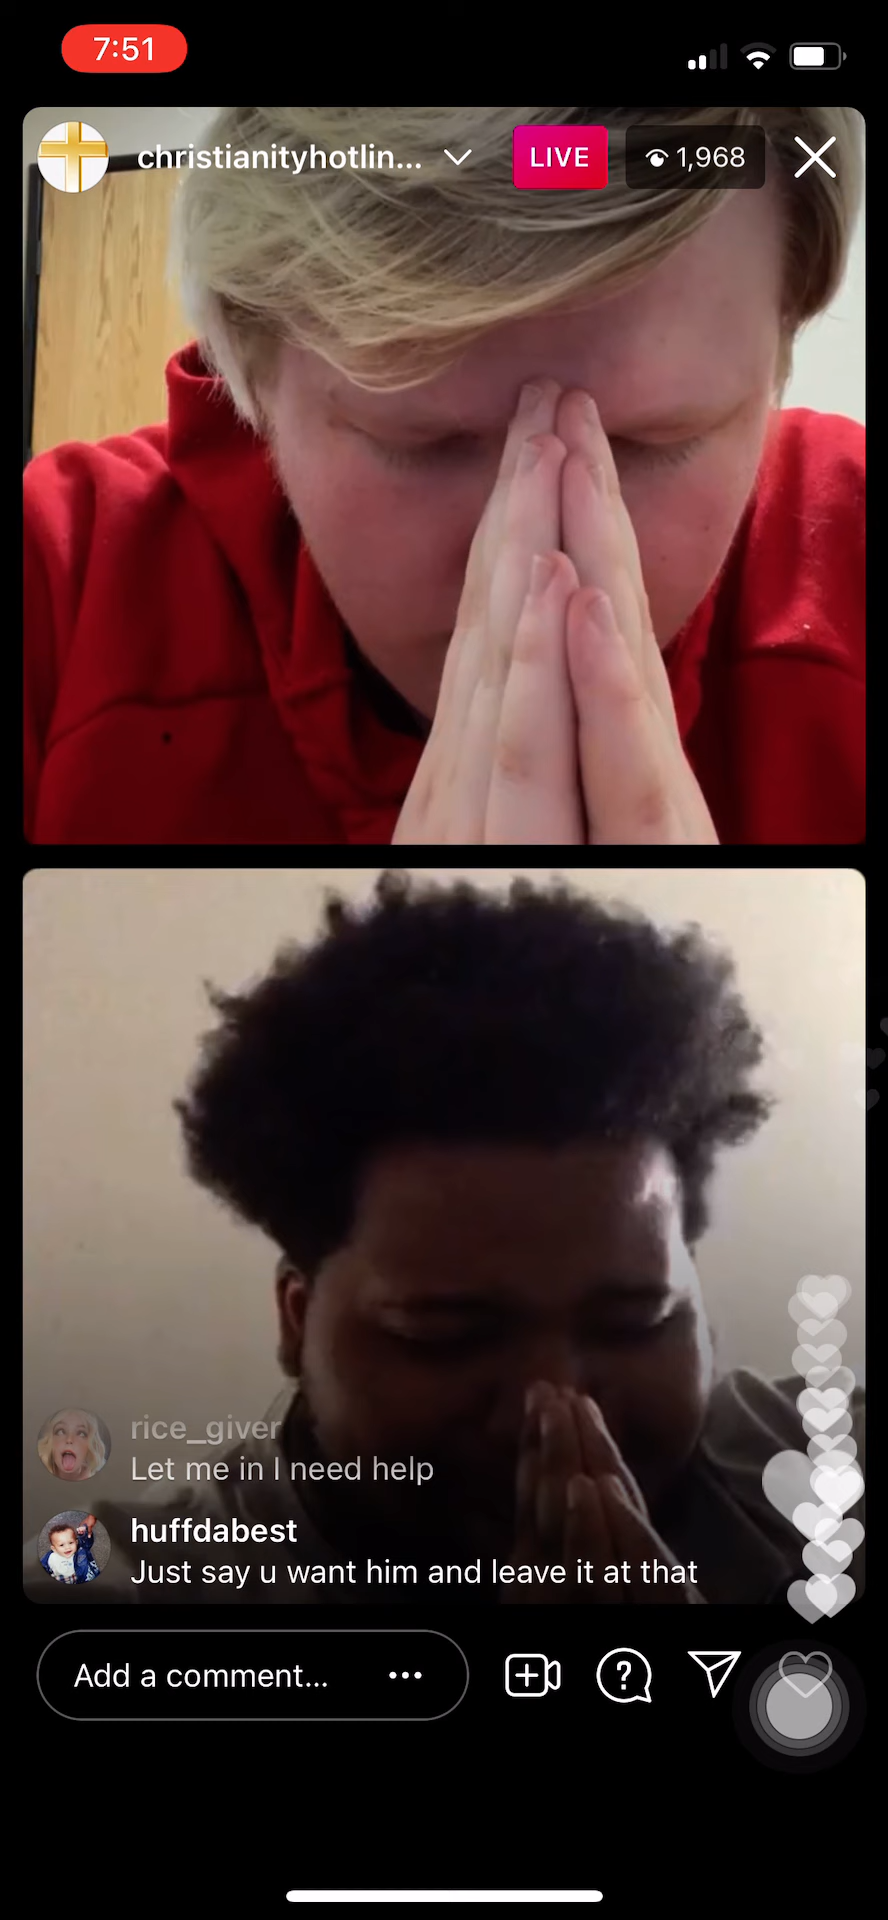 7:51
christianityhotlin...
LIVE
1,968
rice_giver
Let me in I need help
huffdabest
Just say u want him and leave it at that
Add a comment...